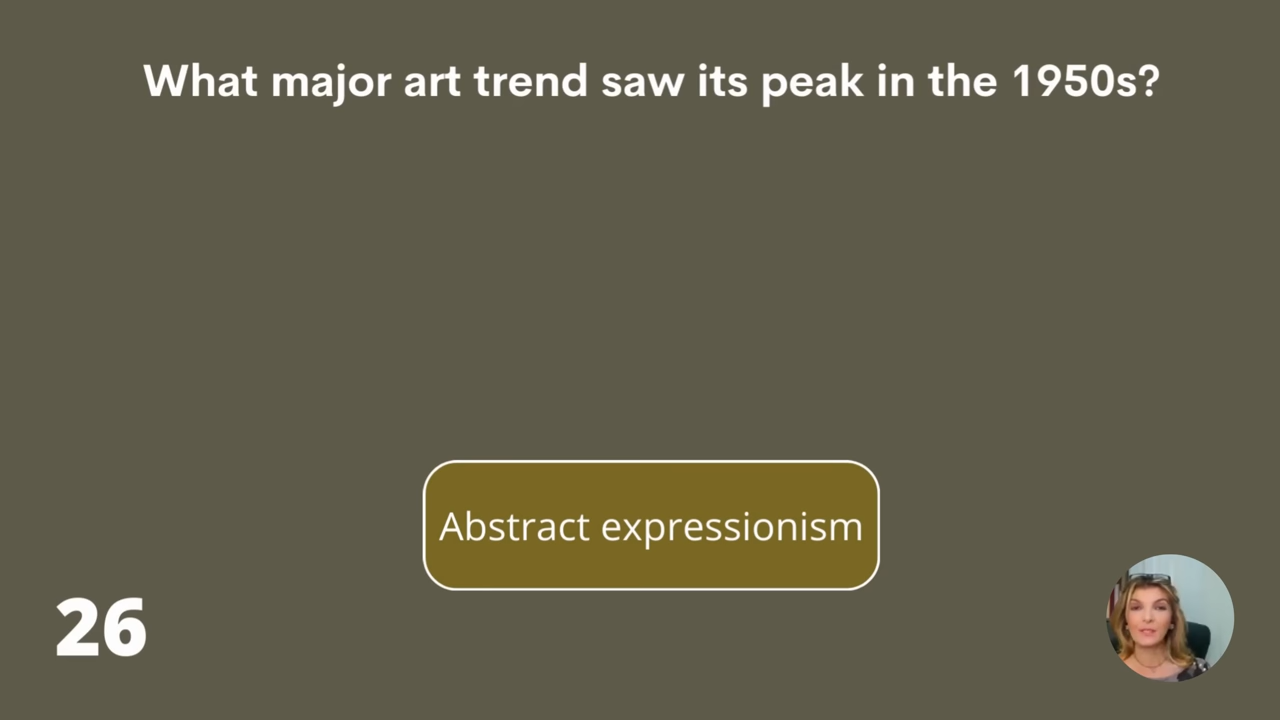 What major art trend saw its peak in the 1950s?
Abstract expressionism
26